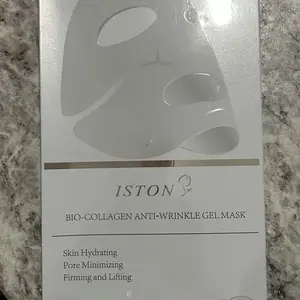 ISTON
BIO-COLLAGEN ANTI-WRINKLE GEL MASK
Skin Hydrating
Pore Minimizing
Firming and Lifting